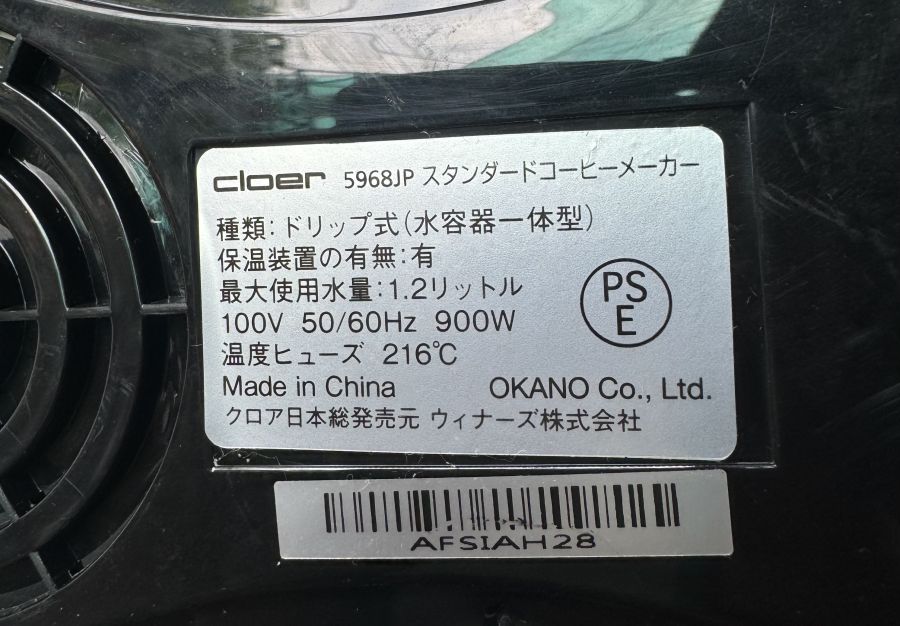 cloer 5968JP スタンダードコーヒーメーカー
種類:ドリップ式(水容器一体型)
保温装置の有無:有
最大使用水量:1.2リットル
100V 50/60Hz 900W
温度ヒューズ 216℃
PS
E
Made in China OKANO Co., Ltd.
クロア日本総発売元 ウィナーズ株式会社
AFSIAH28